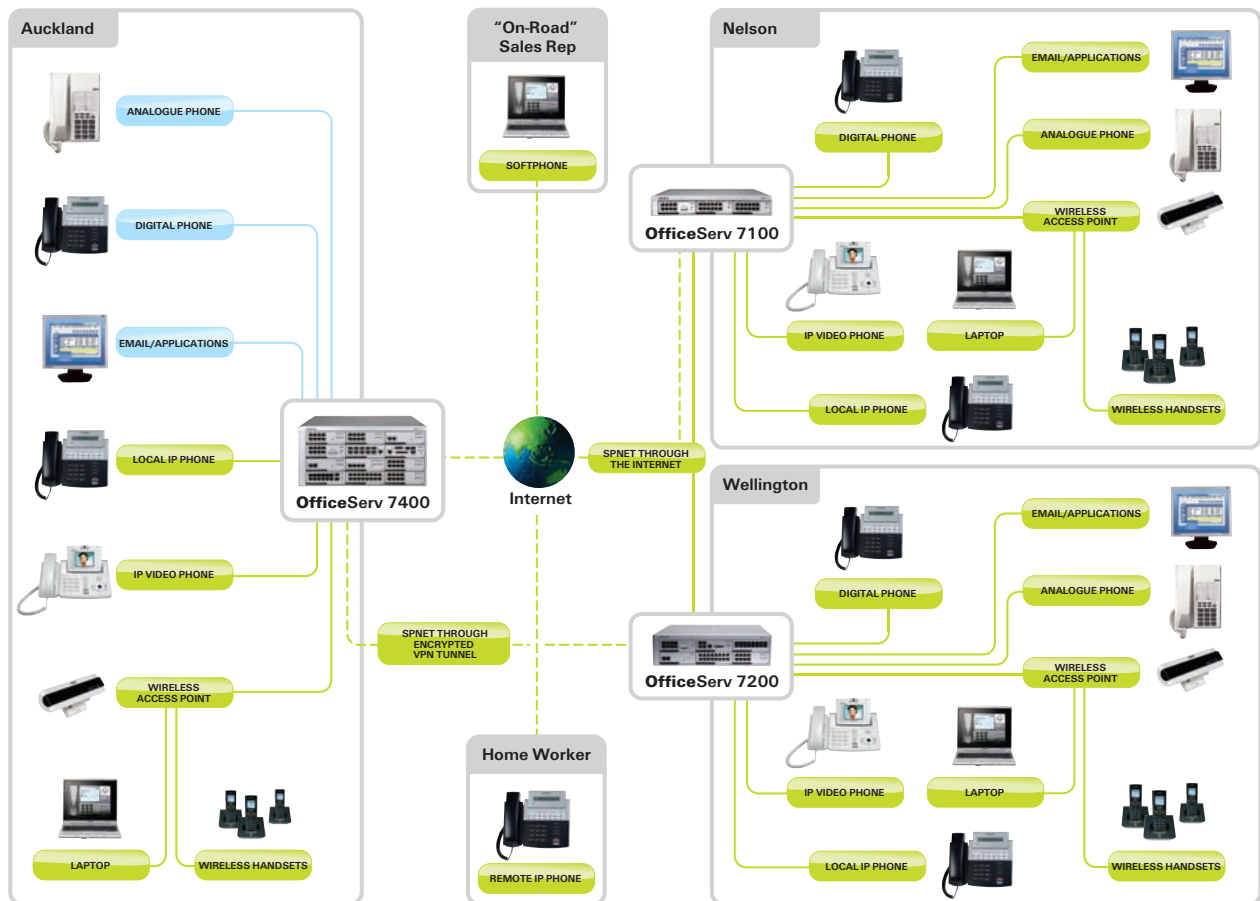 Auckland
ANALOGUE PHONE
DIGITAL PHONE
EMAIL/APPLICATIONS
LOCAL IP PHONE
IP VIDEO PHONE
WIRELESS
ACCESS POINT
LAPTOP
WIRELESS HANDSETS
OfficeServ 7400
"On-Road"
Sales Rep
SOFTPHONE
Internet
SPNET THROUGH
THE INTERNET
SPNET THROUGH
ENCRYPTED
VPN TUNNEL
Home Worker
REMOTE IP PHONE
Nelson
EMAIL/APPLICATIONS
DIGITAL PHONE
ANALOGUE PHONE
OfficeServ 7100
WIRELESS
ACCESS POINT
IP VIDEO PHONE
LAPTOP
LOCAL IP PHONE
WIRELESS HANDSETS
Wellington
EMAIL/APPLICATIONS
DIGITAL PHONE
ANALOGUE PHONE
OfficeServ 7200
WIRELESS
ACCESS POINT
IP VIDEO PHONE
LAPTOP
LOCAL IP PHONE
WIRELESS HANDSETS